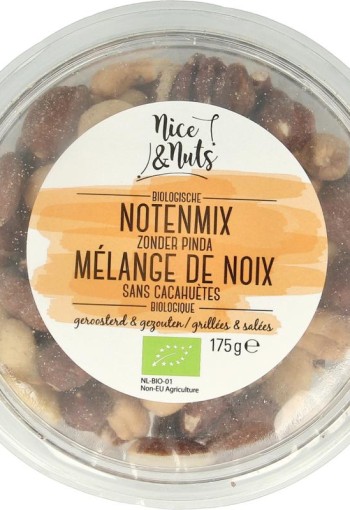 Nice
&Nuts
BIOLOGISCHE
NOTENMIX
ZONDER PINDA
MÉLANGE DE NOIX
SANS CACAHUÈTES
BIOLOGIQUE
geroosterd & gezouten/grillées & salées
175g℮
NL-BIO-01
Non-EU Agriculture